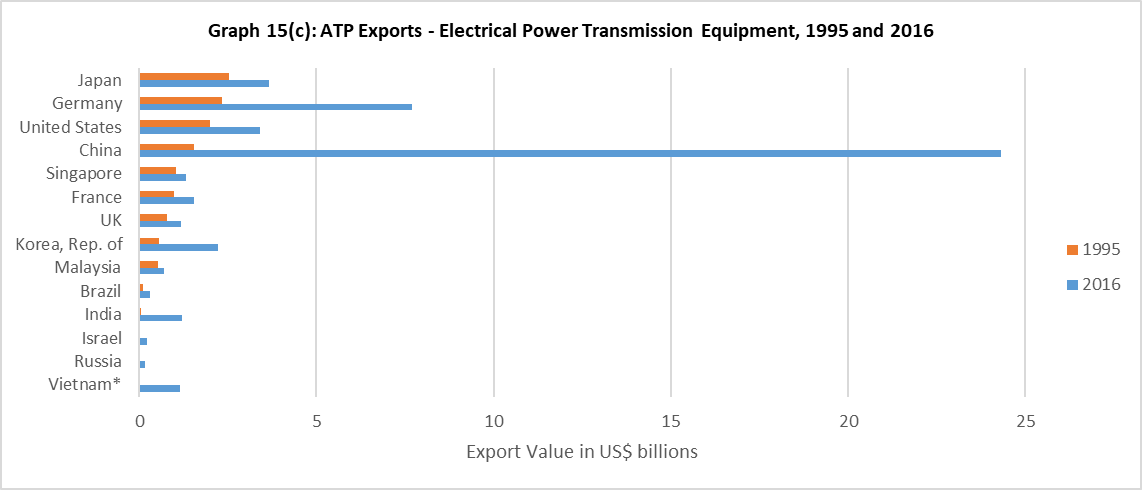 Graph 15(c): ATP Exports - Electrical Power Transmission Equipment, 1995 and 2016
Japan
Germany
United States
China
Singapore
France
UK
Korea, Rep. of
Malaysia
Brazil
India
Israel
Russia
Vietnam*
0 5 10 15 20 25
Export Value in US$ billions
1995
2016